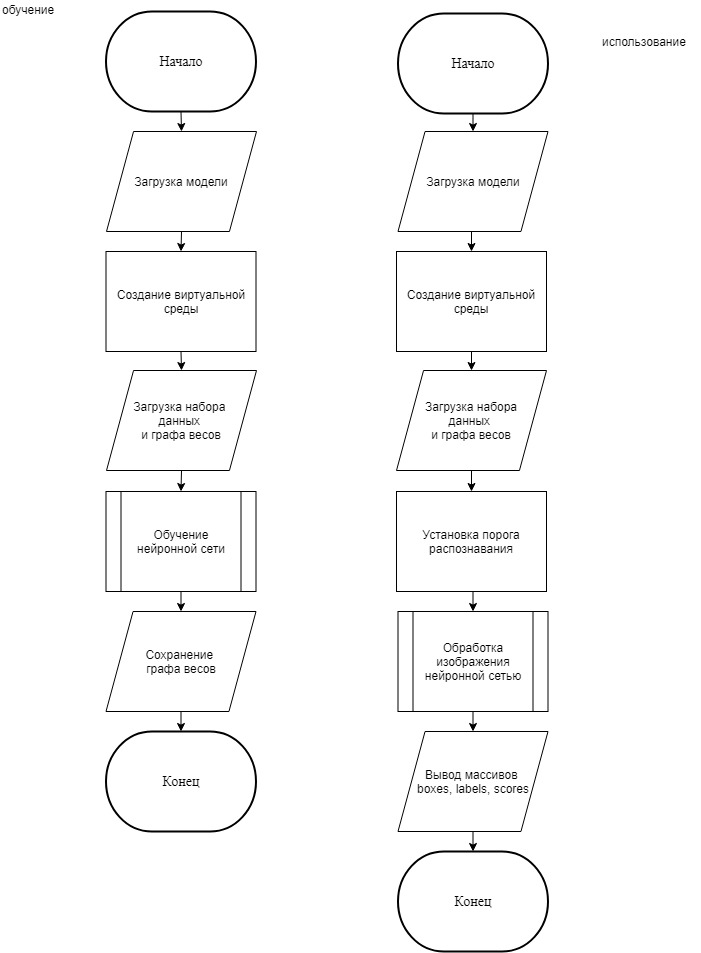 обучение
Начало
Загрузка модели
Создание виртуальной
среды
Загрузка набора
данных
и графа весов
Обучение
нейронной сети
Сохранение
графа весов
Конец
использование
Начало
Загрузка модели
Создание виртуальной
среды
Загрузка набора
данных
и графа весов
Установка порога
распознавания
Обработка
изображения
нейронной сетью
Вывод массивов
boxes, labels, scores
Конец